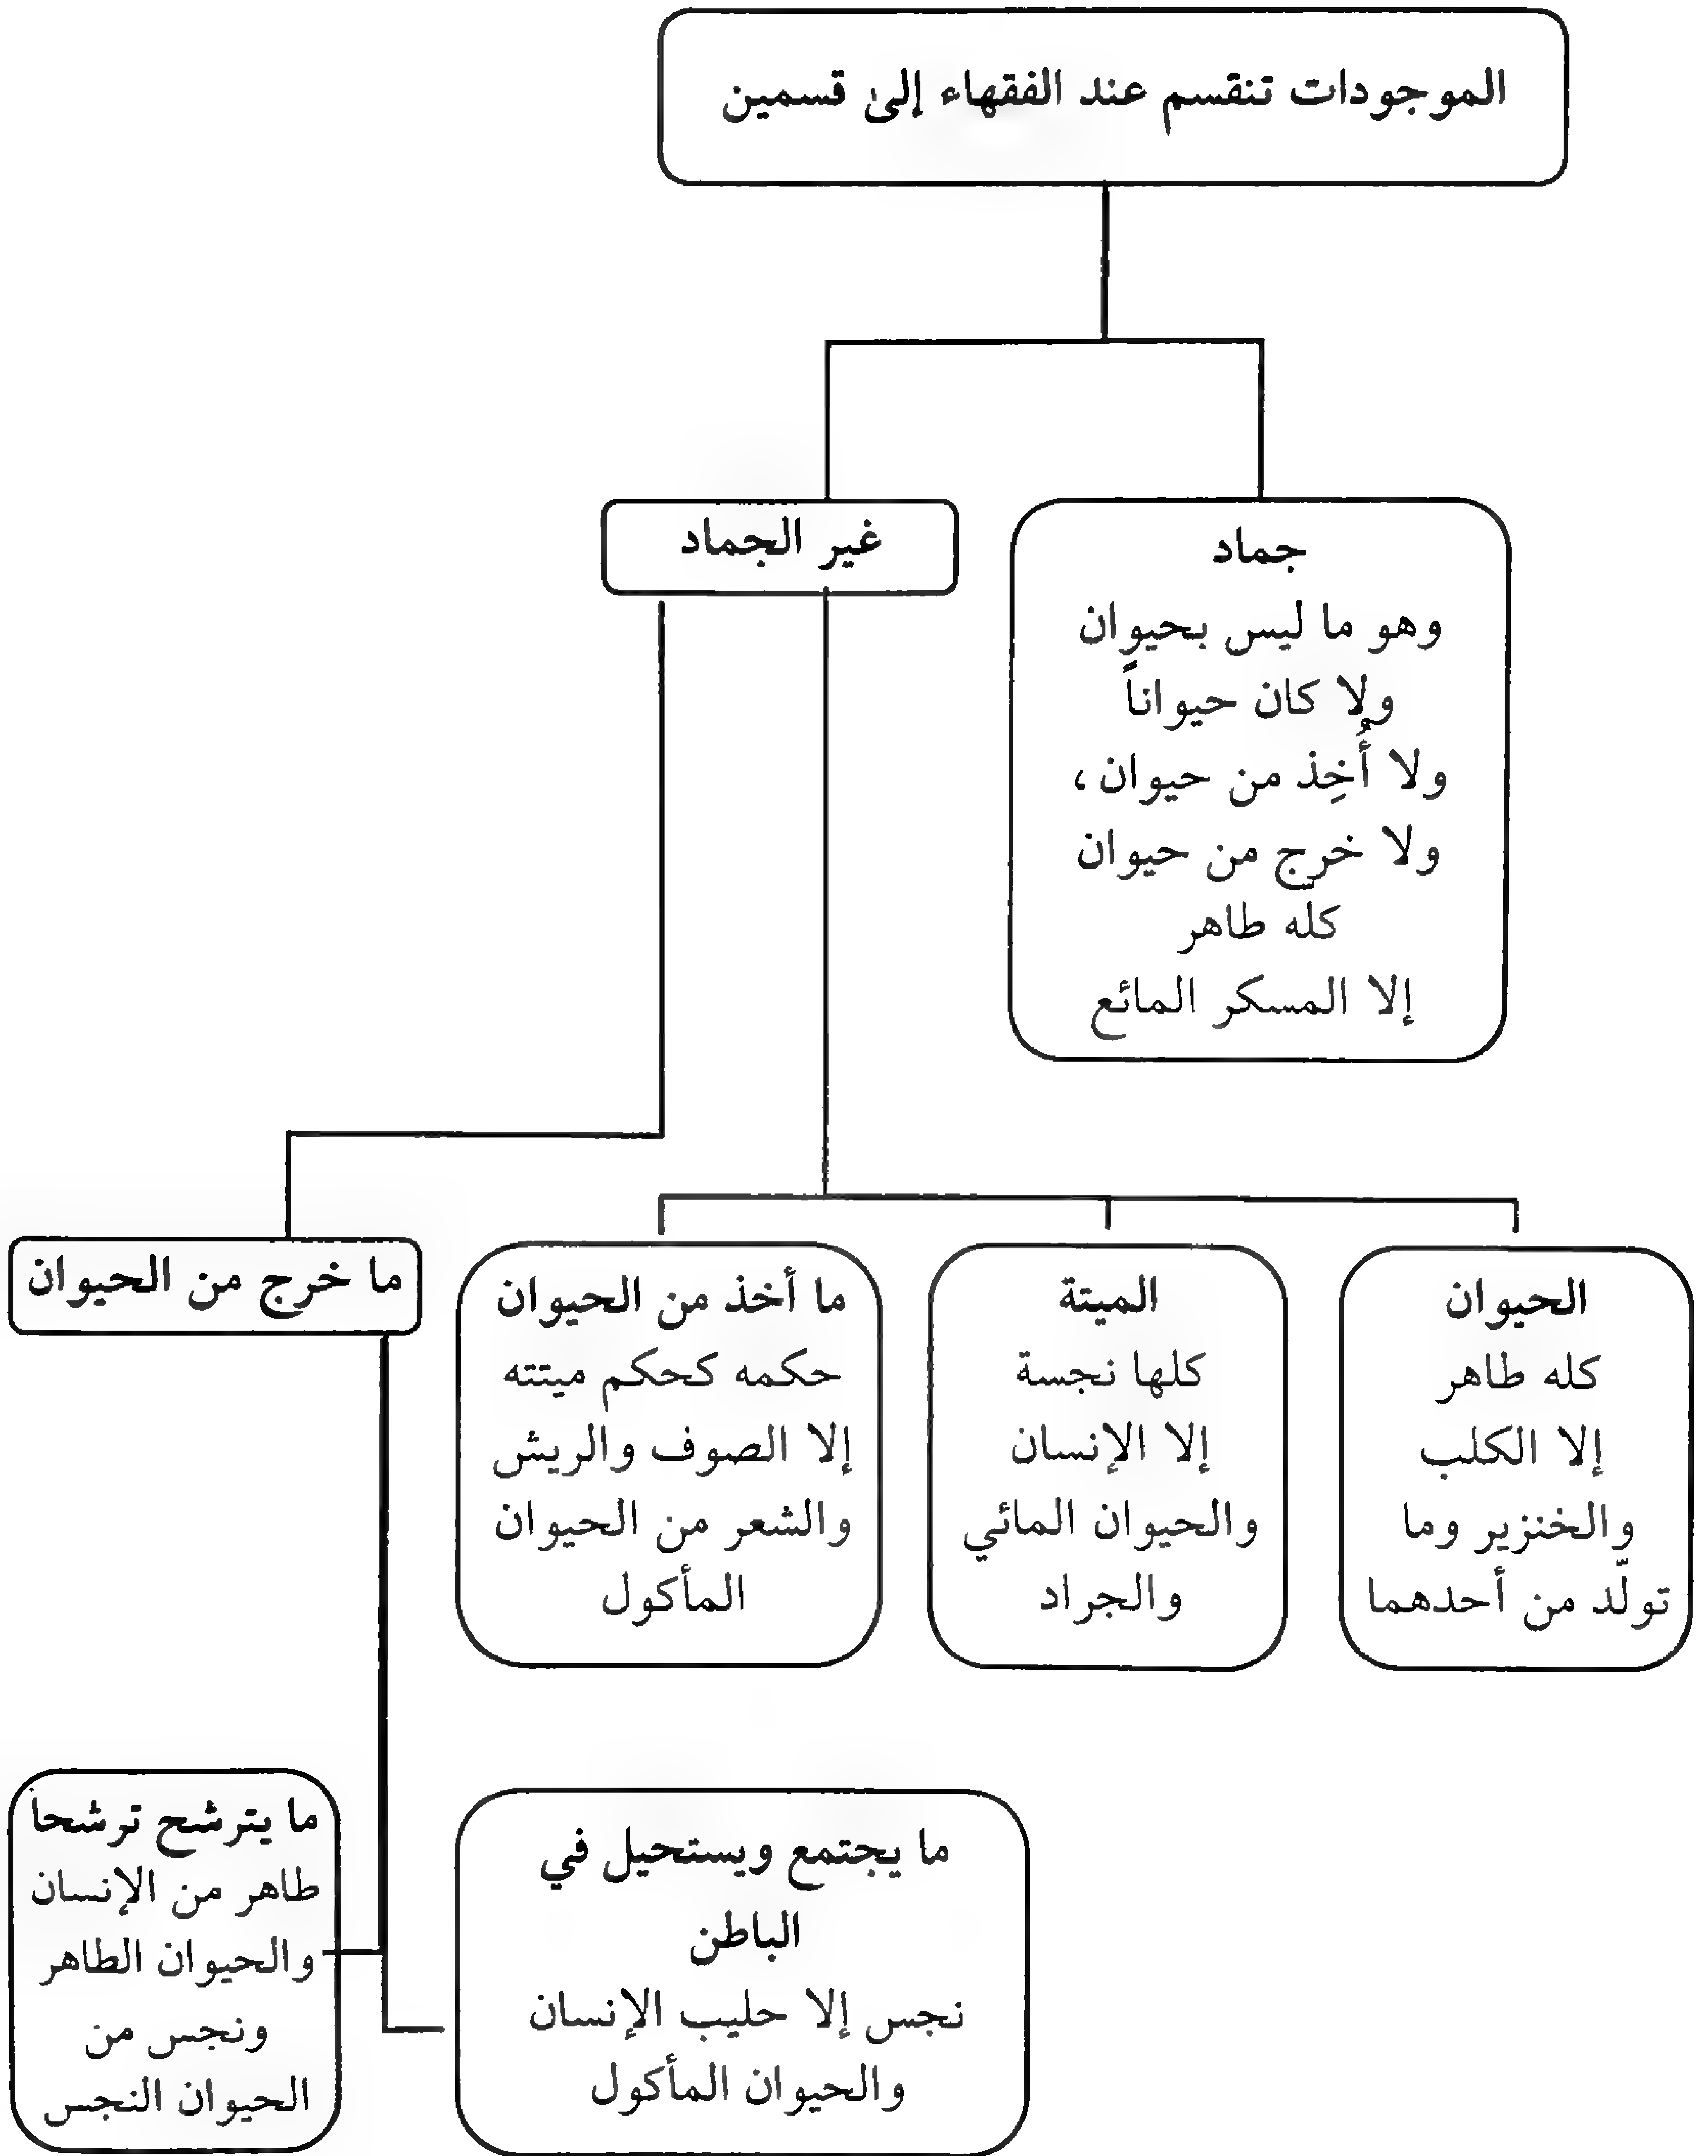 الموجودات تنقسم عند الفقهاء إلىٰ قسمين
جماد
وهو ما ليس بحيوان
ولا كان حيواناً
ولا أُخِذ من حيوان،
ولا خرج من حيوان
كله طاهر
إلا المسكر المائع
غير الجماد
الحيوان
كله طاهر
إلا الكلب
والخنزير وما
تولّد من أحدهما
الميتة
كلها نجسة
إلا الإنسان
والحيوان المائي
والجراد
ما أخذ من الحيوان
حكمه كحكم ميتته
إلا الصوف والريش
والشعر من الحيوان
المأكول
ما خرج من الحيوان
ما يجتمع ويستحيل في
الباطن
نجس إلا حليب الإنسان
والحيوان المأكول
ما يترشح ترشحاً
طاهر من الإنسان
والحيوان الطاهر
ونجس من
الحيوان النجس